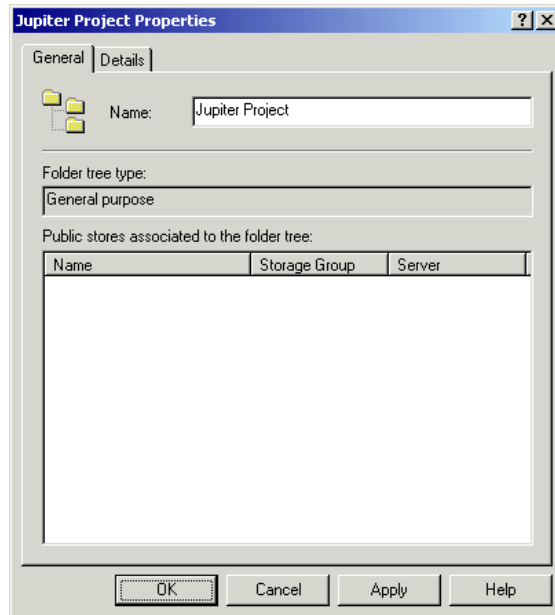 Jupiter Project Properties
General Details
Name: Jupiter Project
Folder tree type:
General purpose
Public stores associated to the folder tree:
Name Storage Group Server
OK Cancel Apply Help